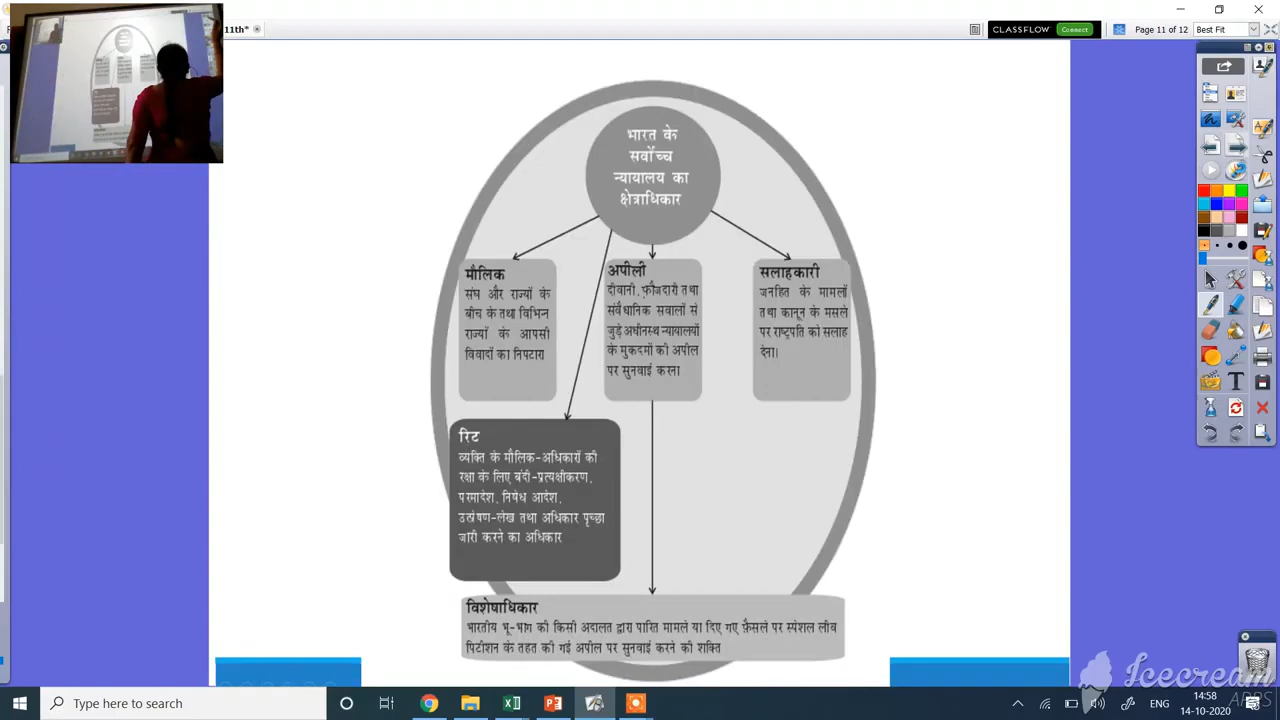 11th*
CLASSFLOW Connect
Page 11 of 12
Best Fit
भारत के
सर्वोच्च
न्यायालय का
क्षेत्राधिकार
मौलिक
संघ और राज्यों के
बीच के तथा विभिन्न
राज्यों के आपसी
विवादों का निपटारा
अपीली
दीवानी, फ़ौजदारी तथा
संवैधानिक सवालों से
जुड़े अधीनस्थ न्यायालयों
के मुकदमों की अपील
पर सुनवाई करना
सलाहकारी
जनहित के मामलों
तथा कानून के मसले
पर राष्ट्रपति को सलाह
देना।
रिट
व्यक्ति के मौलिक-अधिकारों की
रक्षा के लिए बंदी-प्रत्यक्षीकरण,
परमादेश, निषेध आदेश,
उत्प्रेषण-लेख तथा अधिकार पृच्छा
जारी करने का अधिकार
विशेषाधिकार
भारतीय भू-भाग की किसी अदालत द्वारा पारित मामले या दिए गए फ़ैसले पर स्पेशल लीव
पिटीशन के तहत की गई अपील पर सुनवाई करने की शक्ति
Icecream
APPS
Type here to search
ENG
14:58
14-10-2020